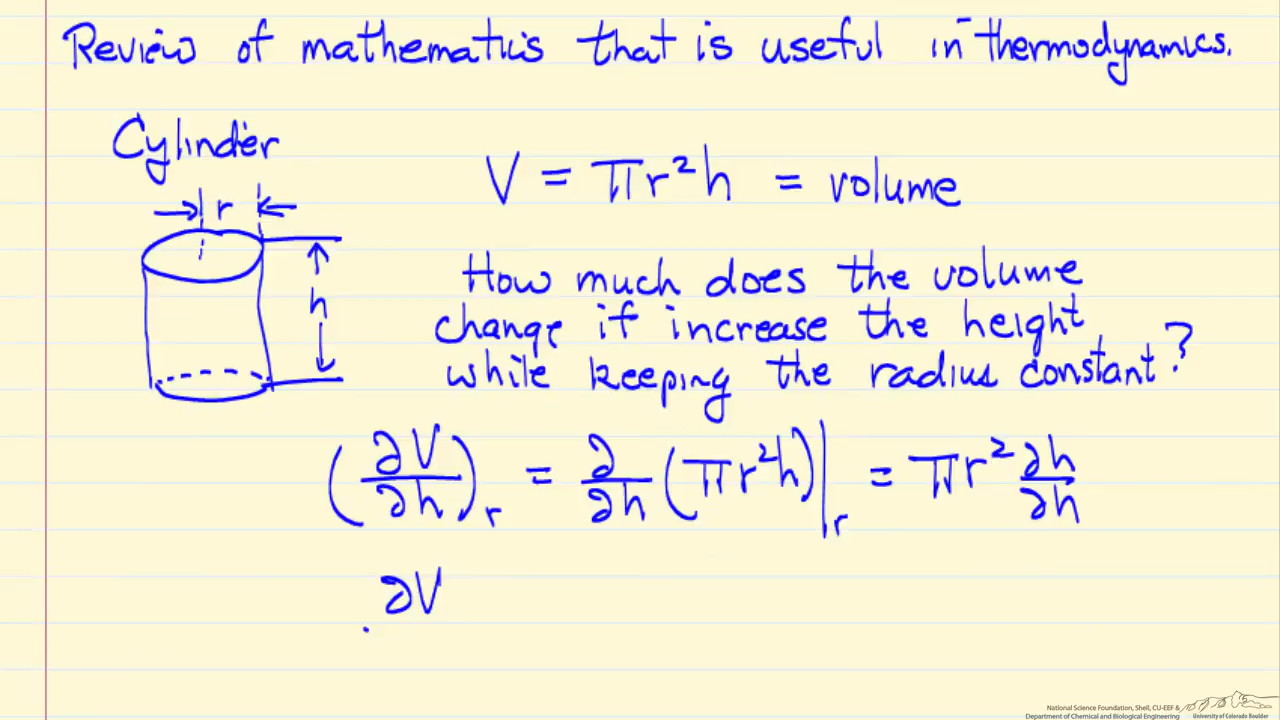 Review of mathematics that is useful in thermodynamics.
Cylinder
r
h
V = πr²h = volume
How much does the volume
change if increase the height
while keeping the radius constant?
(∂V/∂h)r = ∂/∂h (πr²h)|r = πr² ∂h/∂h
∂V
National Science Foundation, Shell, CU-EEF &
Department of Chemical and Biological Engineering
University of Colorado Boulder